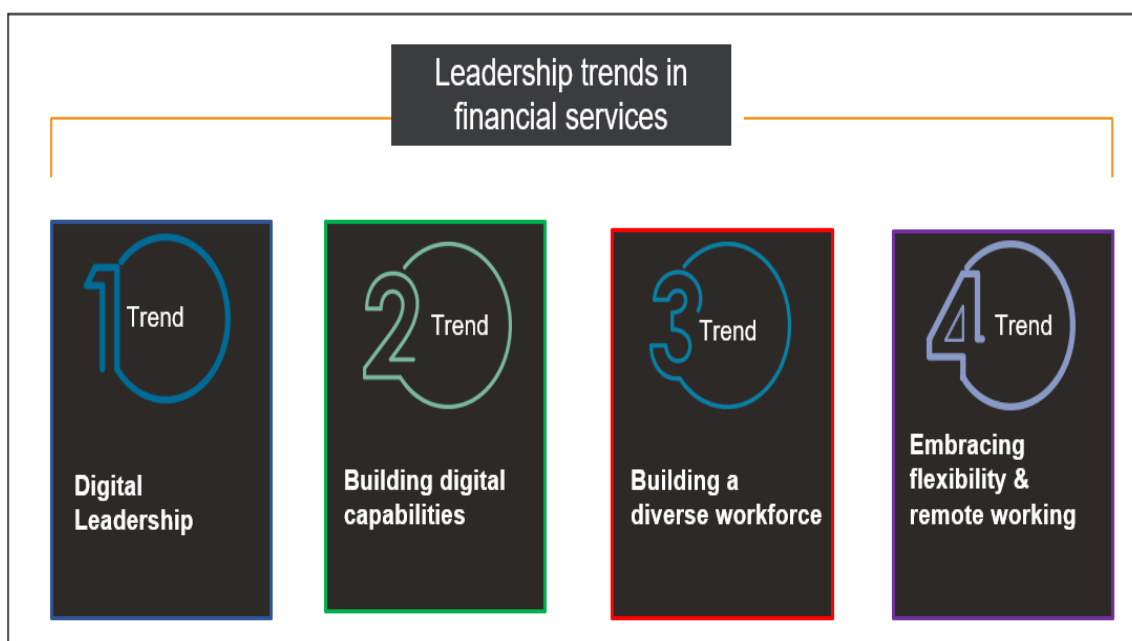 Leadership trends in
financial services
1 Trend
Digital
Leadership
2 Trend
Building digital
capabilities
3 Trend
Building a
diverse workforce
4 Trend
Embracing
flexibility &
remote working